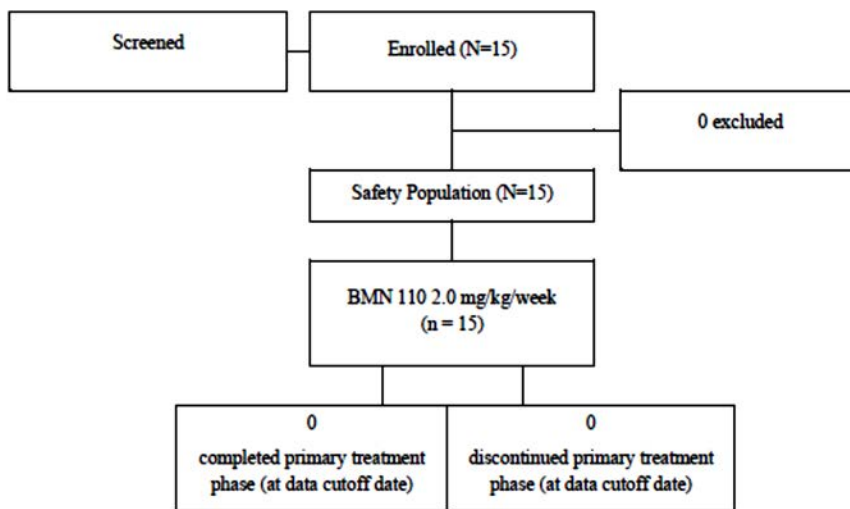 Screened
Enrolled (N=15)
0 excluded
Safety Population (N=15)
BMN 110 2.0 mg/kg/week
(n = 15)
0
completed primary treatment
phase (at data cutoff date)
0
discontinued primary treatment
phase (at data cutoff date)